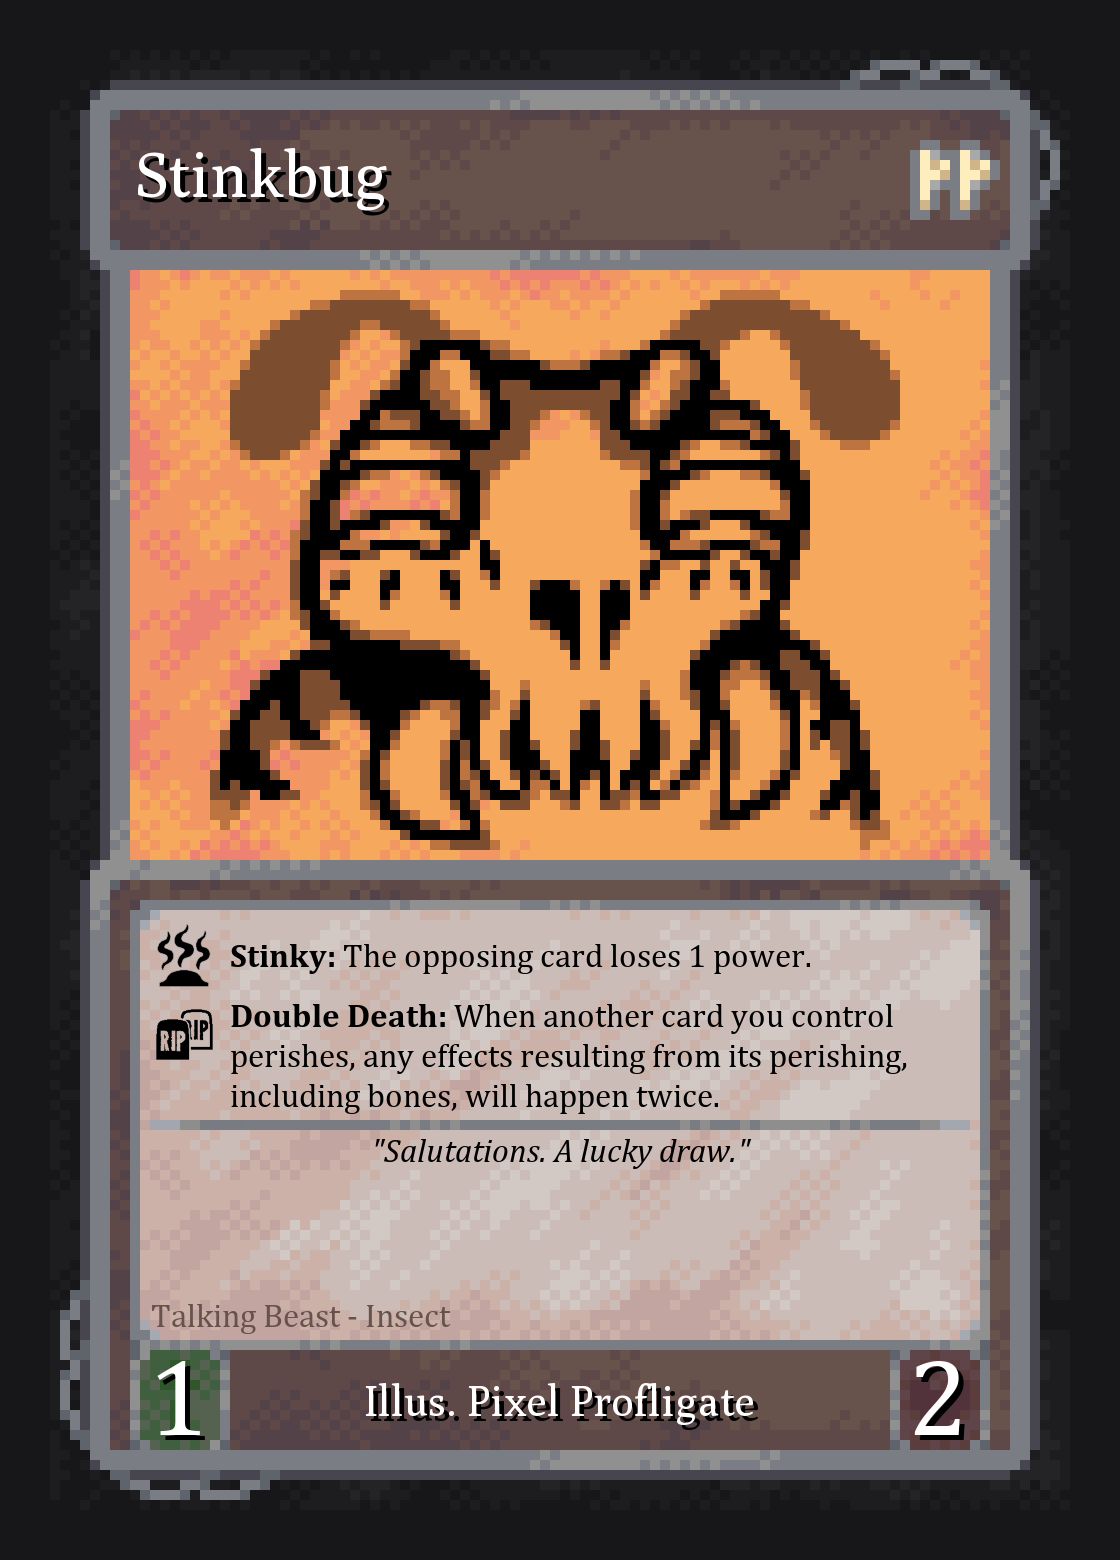 Stinkbug
Stinky: The opposing card loses 1 power.
RIP
RIP
Double Death: When another card you control
perishes, any effects resulting from its perishing,
including bones, will happen twice.
"Salutations. A lucky draw."
Talking Beast - Insect
1
Illus. Pixel Profligate
2